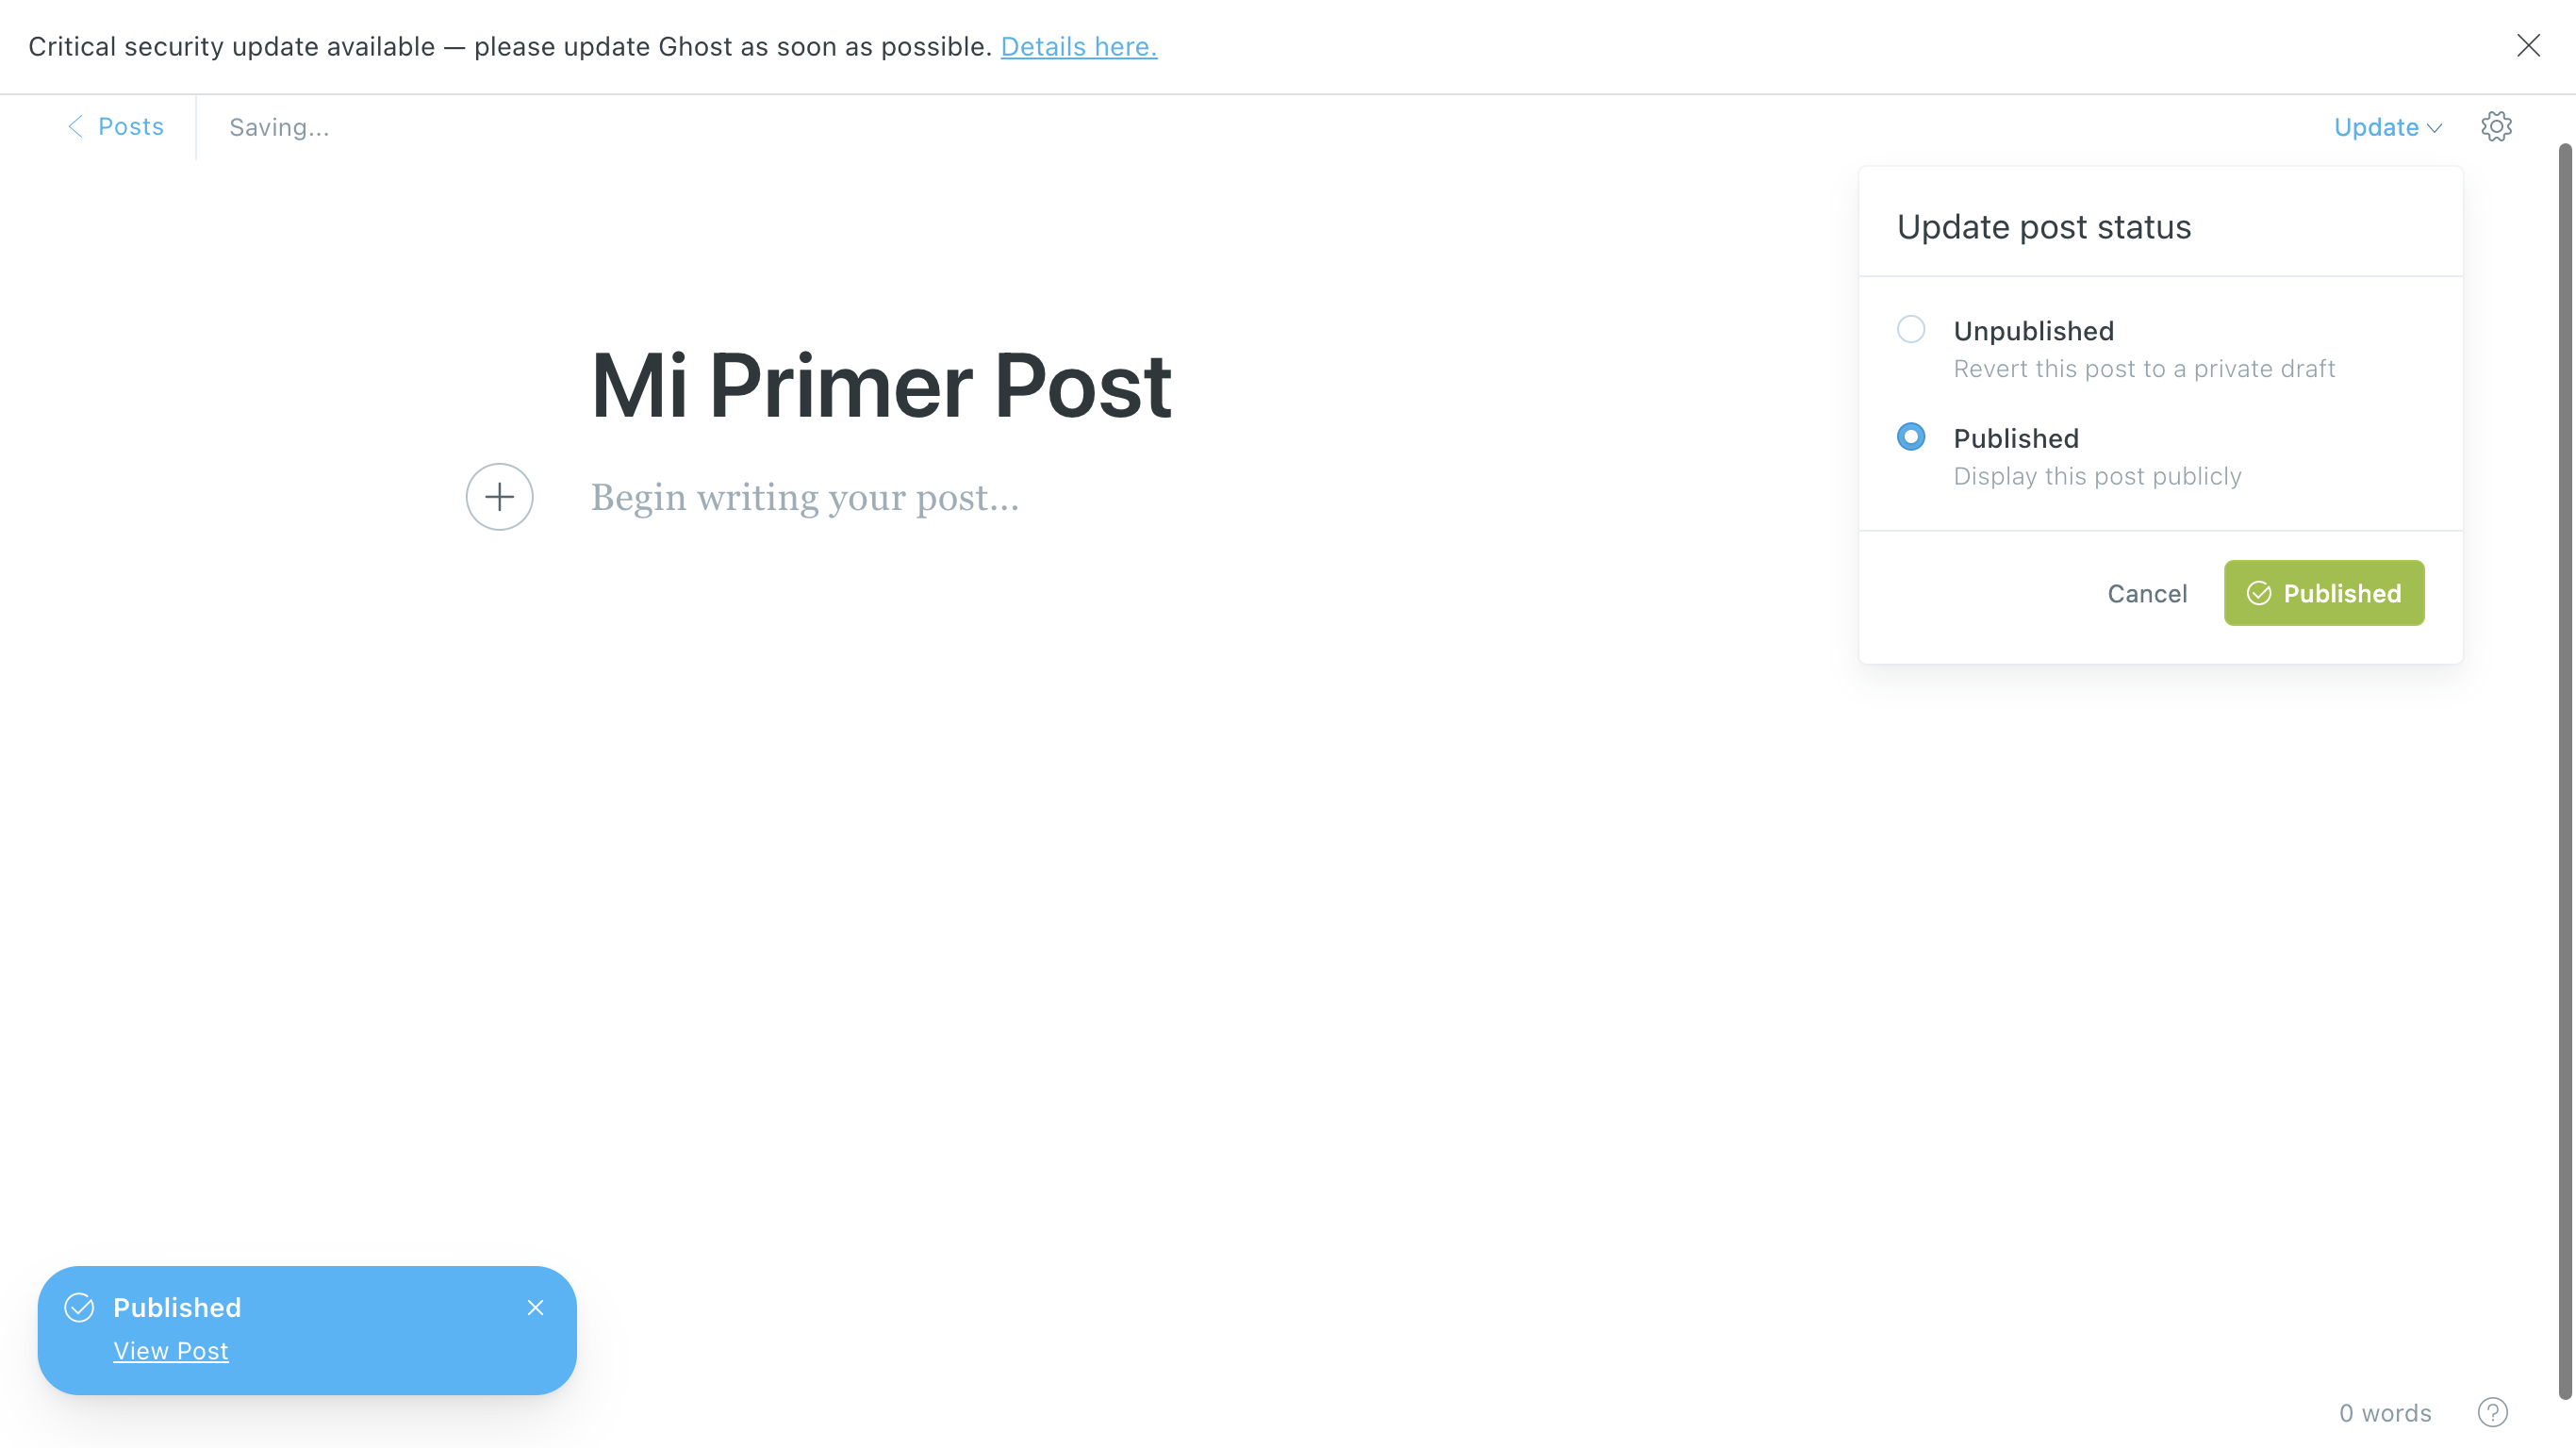 Critical security update available — please update Ghost as soon as possible. Details here.
Posts
Saving...
Update
Update post status
Unpublished
Revert this post to a private draft
Published
Display this post publicly
Cancel
Published
Mi Primer Post
Begin writing your post...
Published
View Post
0 words
?